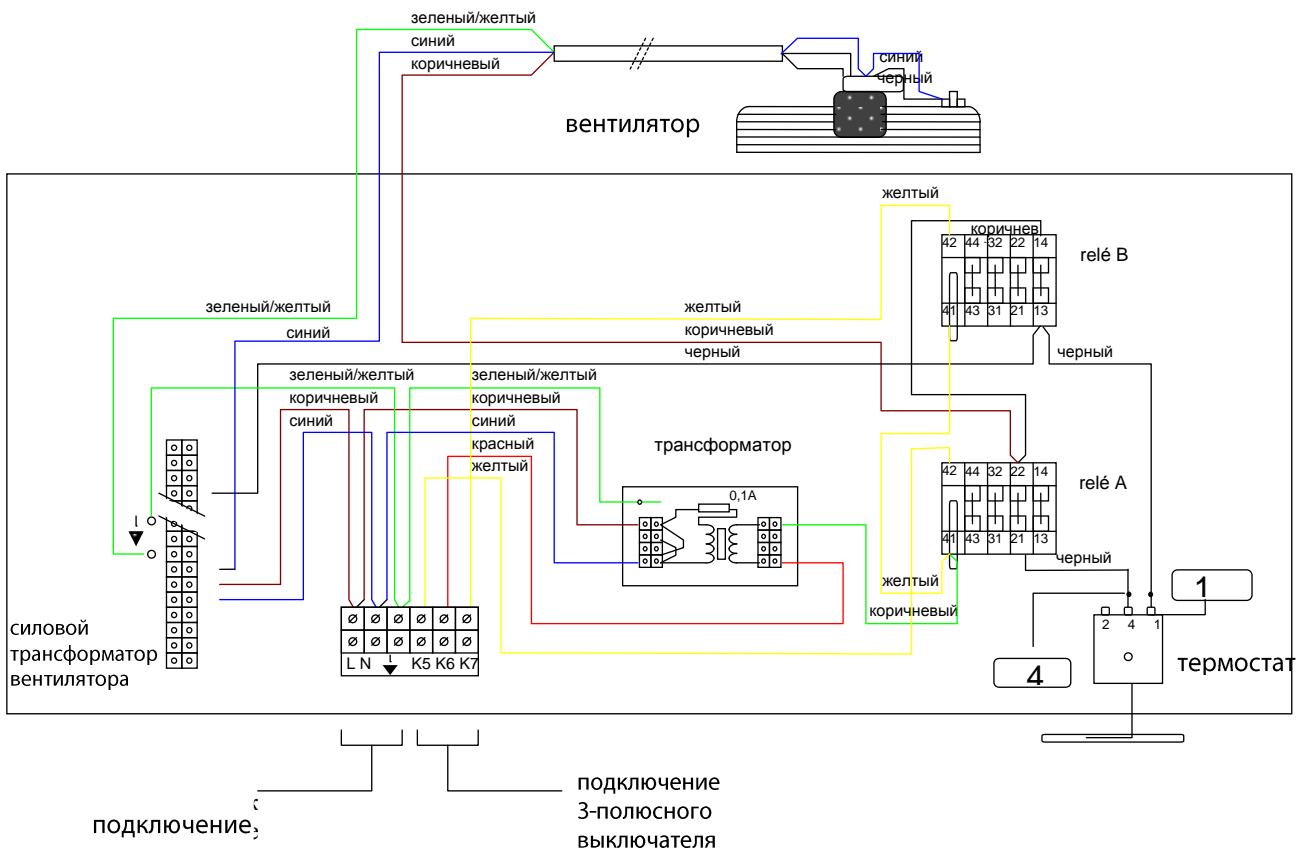 зеленый/желтый
синий
коричневый
синий
черный
вентилятор
желтый
коричнев
42 44 32 22 14
relé B
41 43 31 21 13
зеленый/желтый
желтый
синий
коричневый
черный
черный
зеленый/желтый
зеленый/желтый
коричневый
коричневый
синий
синий
красный
желтый
трансформатор
0,1A
42 44 32 22 14
relé A
41 43 31 21 13
черный
желтый
коричневый
1
2 4 1
4
термостат
силовой
трансформатор
вентилятора
L N K5 K6 K7
подключение
подключение
3-полюсного
выключателя